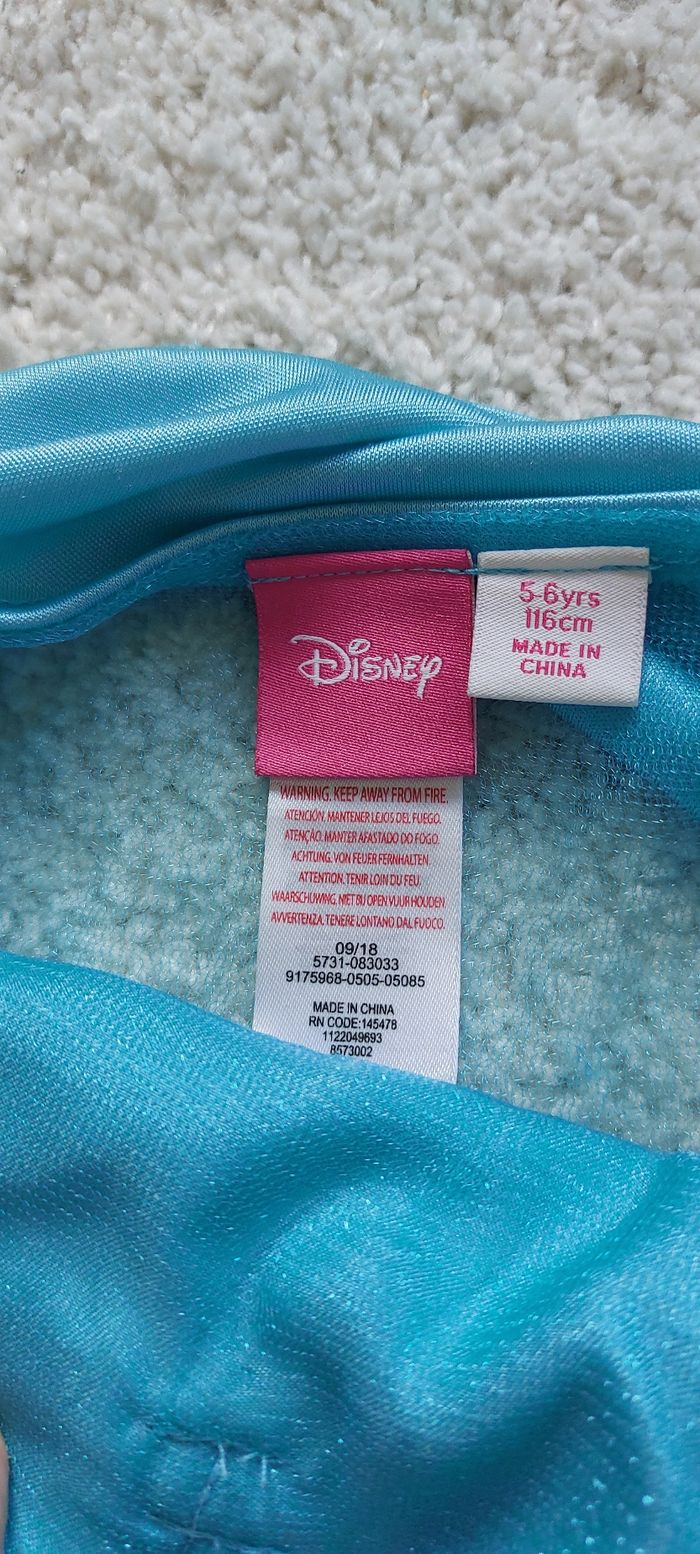 Disney
5-6yrs
116cm
MADE IN
CHINA
WARNING. KEEP AWAY FROM FIRE.
ATENCIÓN. MANTENER LEJOS DEL FUEGO.
ATENÇÃO. MANTER AFASTADO DO FOGO.
ACHTUNG. VON FEUER FERNHALTEN
ATTENTION. TENIR LOIN DU FEU.
WAARSCHUWING. NIET BIJ OPEN VUUR HOUDEN
AVVERTENZA. TENERE LONTANO DAL FUOCO.
09/18
5731-083033
9175968-0505-05085
MADE IN CHINA
RN CODE:145478
1122049693
8573002